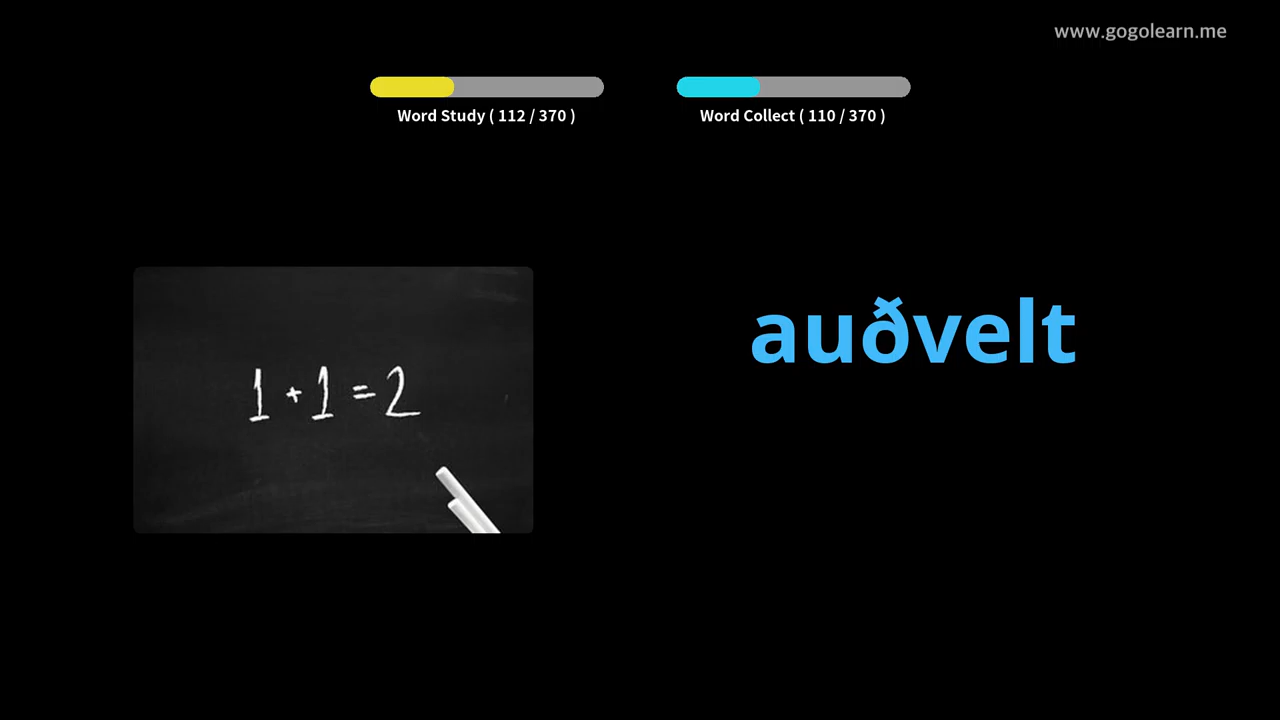 www.gogolearn.me
Word Study ( 112 / 370 )
Word Collect ( 110 / 370 )
auðvelt
1 + 1 = 2